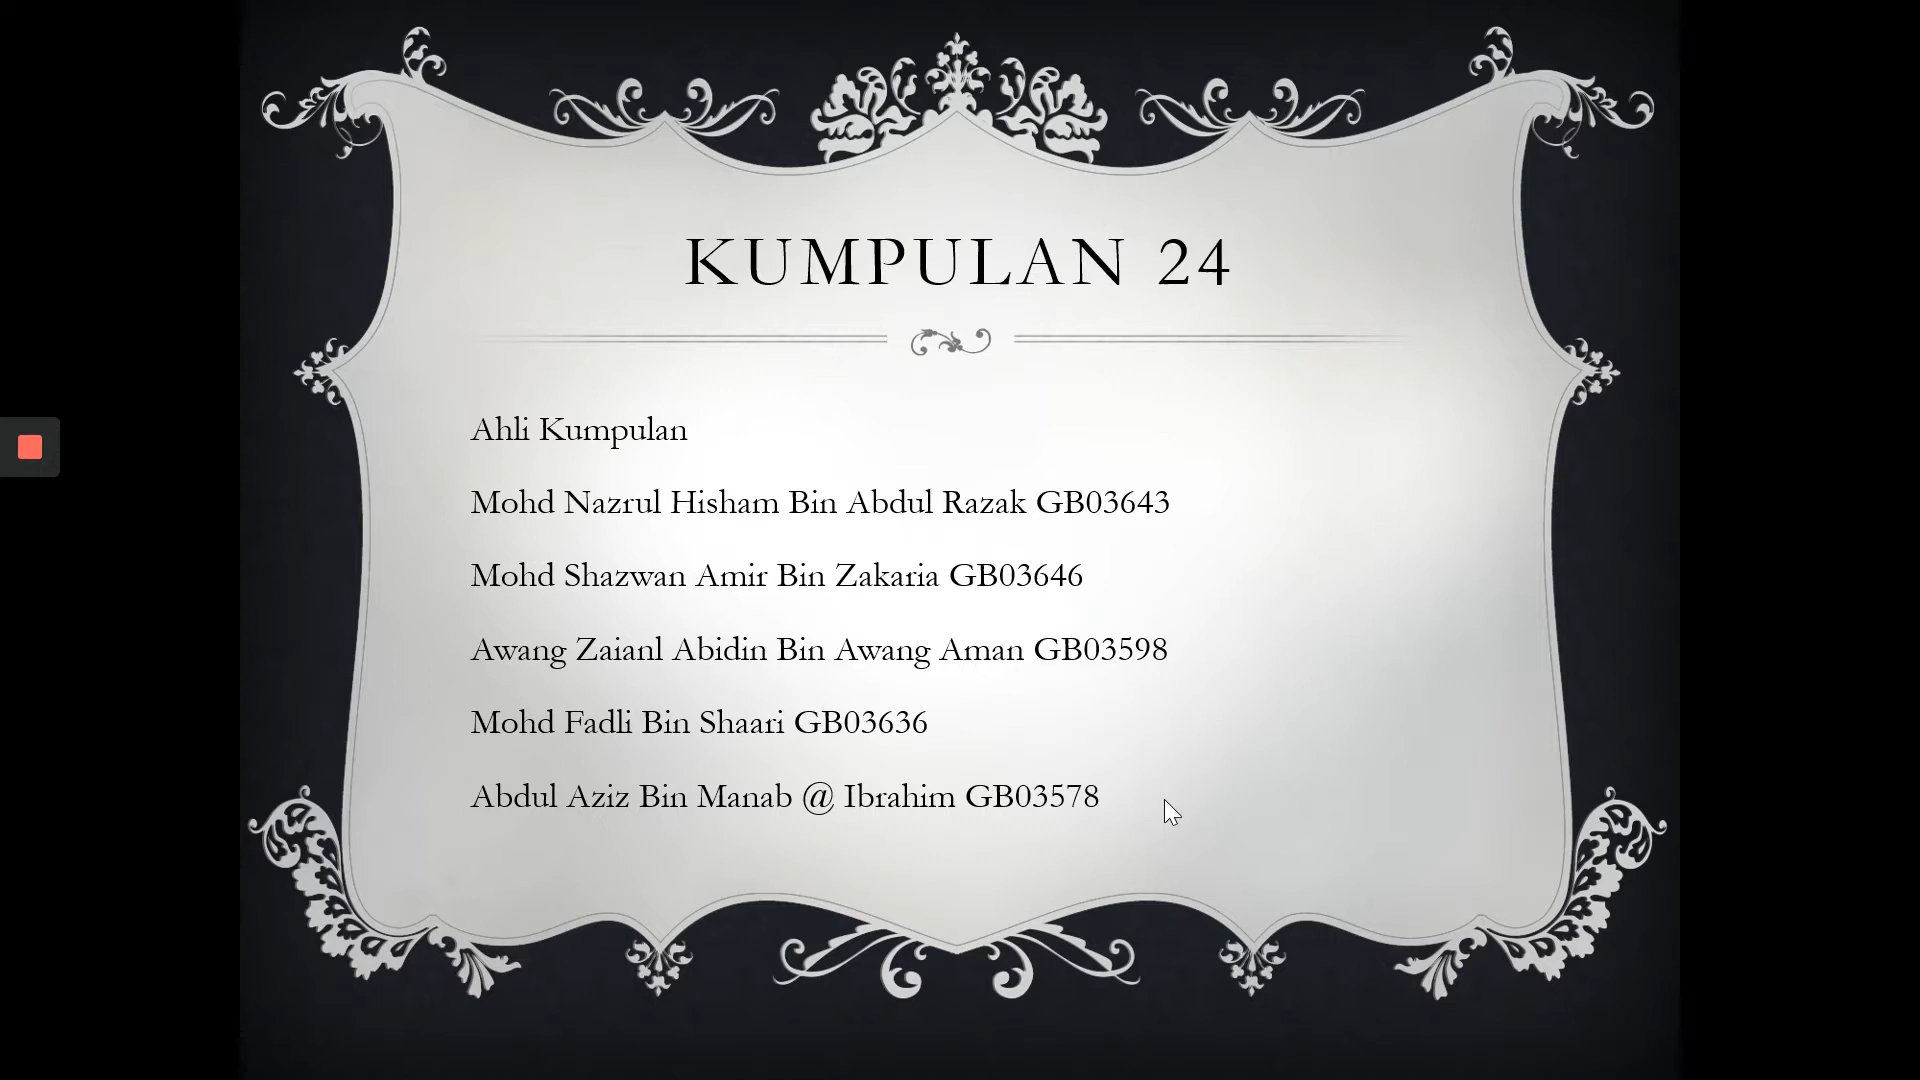 KUMPULAN 24
Ahli Kumpulan
Mohd Nazrul Hisham Bin Abdul Razak GB03643
Mohd Shazwan Amir Bin Zakaria GB03646
Awang Zaianl Abidin Bin Awang Aman GB03598
Mohd Fadli Bin Shaari GB03636
Abdul Aziz Bin Manab @ Ibrahim GB03578